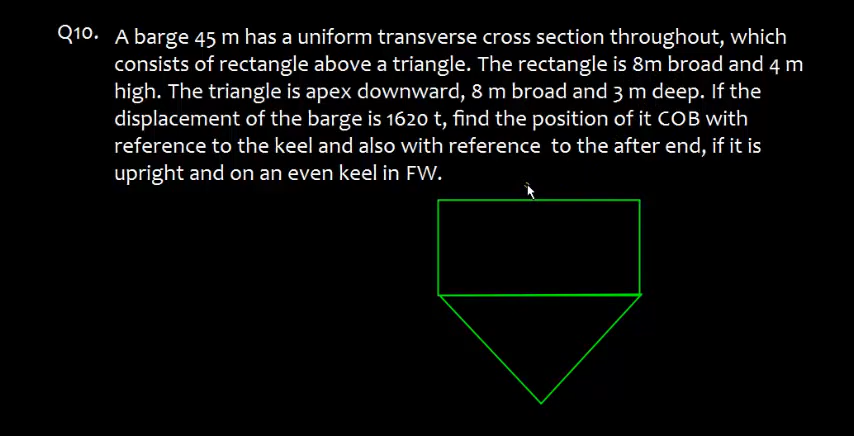 Q10. A barge 45 m has a uniform transverse cross section throughout, which
consists of rectangle above a triangle. The rectangle is 8m broad and 4 m
high. The triangle is apex downward, 8 m broad and 3 m deep. If the
displacement of the barge is 1620 t, find the position of it COB with
reference to the keel and also with reference to the after end, if it is
upright and on an even keel in FW.